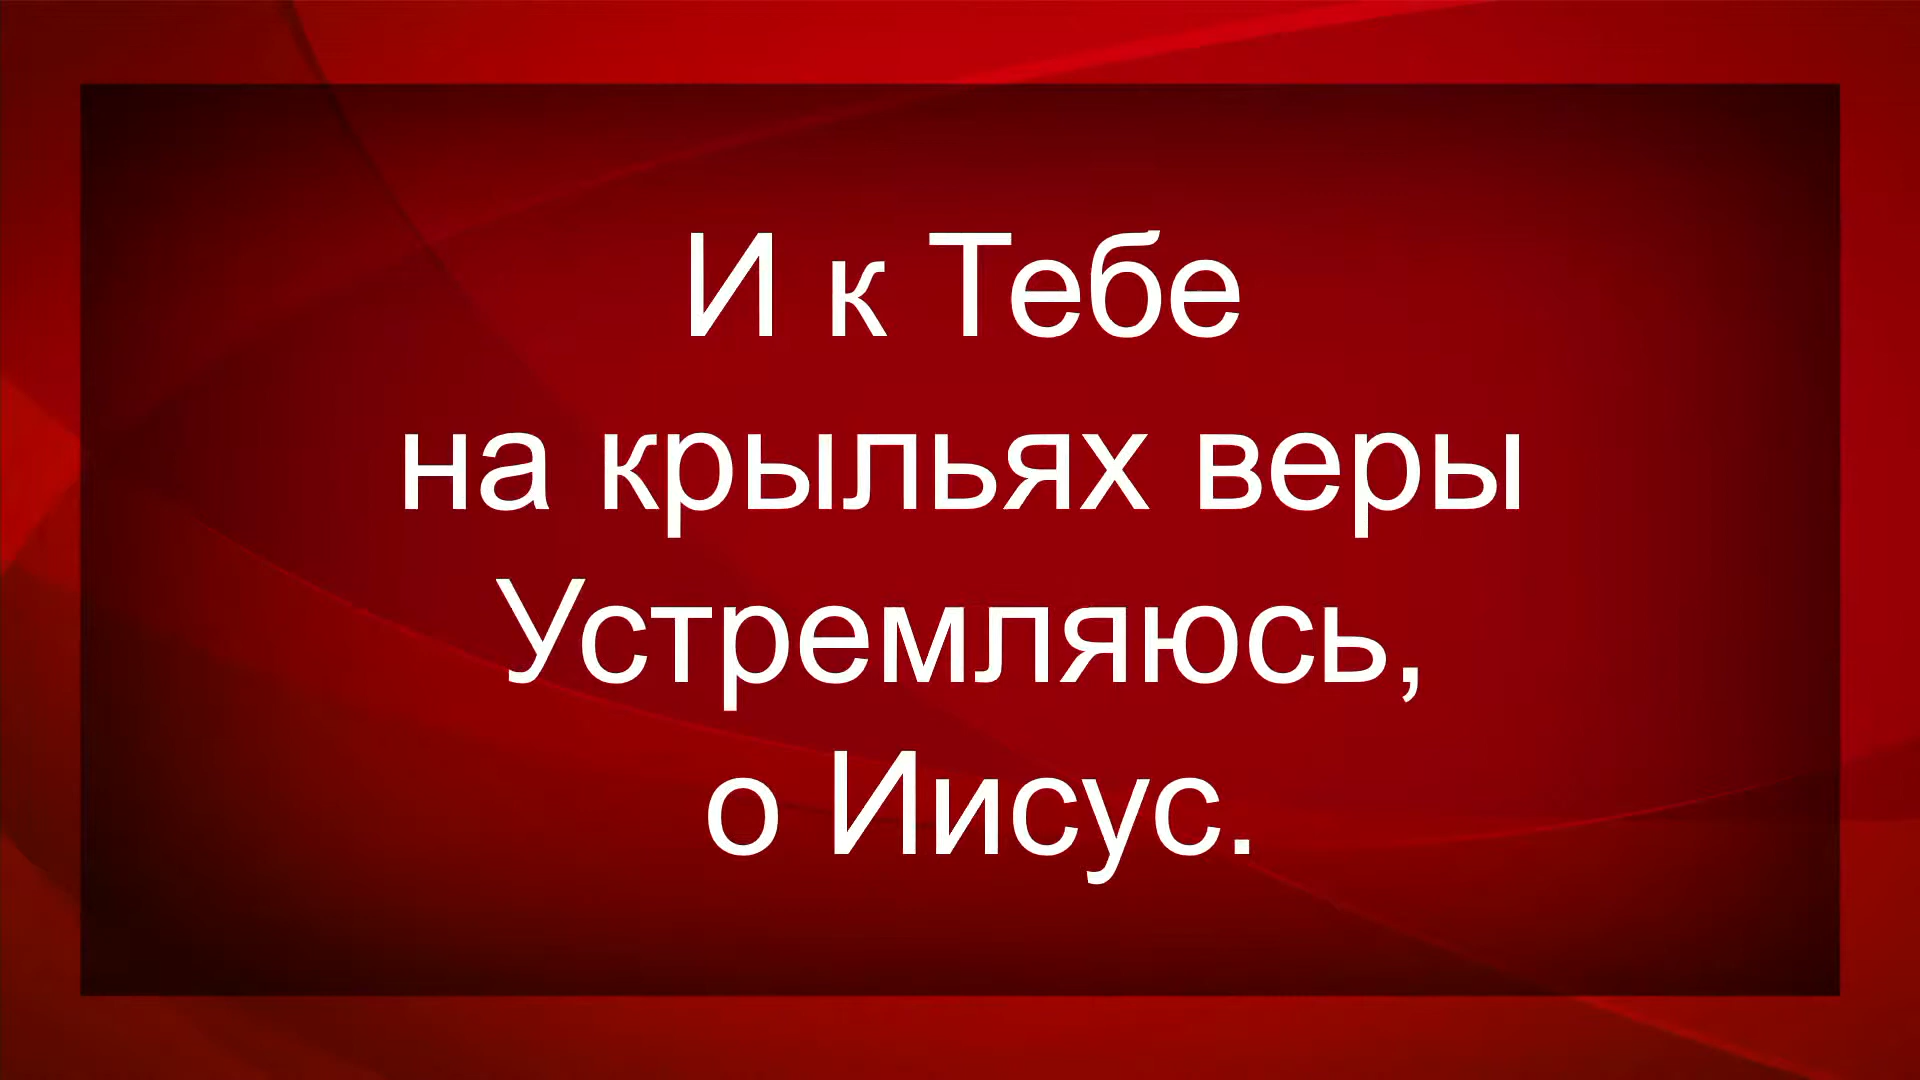 И к Тебе
на крыльях веры
Устремляюсь,
о Иисус.